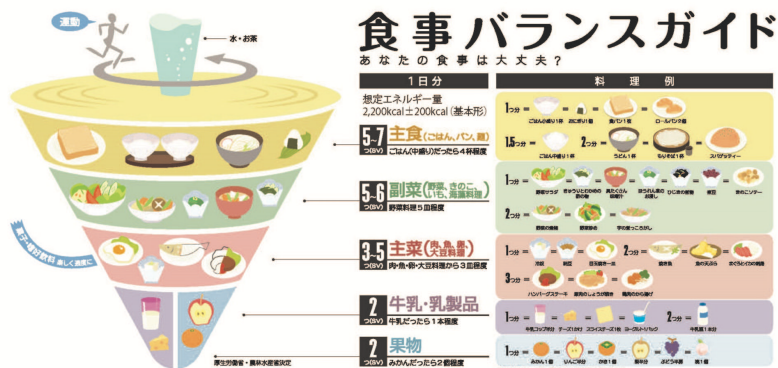 運動
水・お茶
菓子・嗜好飲料 楽しく適度に
厚生労働省・農林水産省決定
食事バランスガイド
あなたの食事は大丈夫?
1日分
想定エネルギー量
2,200kcal±200kcal(基本形)
5~7 つ(SV)
主食(ごはん、パン、麺)
ごはん(中盛り)だったら4杯程度
5~6 つ(SV)
副菜(野菜、きのこ、いも、海藻料理)
野菜料理5皿程度
3~5 つ(SV)
主菜(肉、魚、卵、大豆料理)
肉・魚・卵・大豆料理から3皿程度
2 つ(SV)
牛乳・乳製品
牛乳だったら1本程度
2 つ(SV)
果物
みかんだったら2個程度
料理例
1つ分 = ごはん小盛り1杯 = おにぎり1個 = 食パン1枚 = ロールパン2個
1.5つ分 = ごはん中盛り1杯 2つ分 = うどん1杯 = もりそば1杯 = スパゲッティー
1つ分 = 野菜サラダ = きゅうりとわかめの酢の物 = 具たくさん味噌汁 = ほうれん草のお浸し = ひじきの煮物 = 煮豆 = きのこソテー
2つ分 = 野菜の煮物 = 野菜炒め = 芋の煮っころがし
1つ分 = 冷奴 = 納豆 = 目玉焼き一皿 2つ分 = 焼き魚 = 魚の天ぷら = まぐろとイカの刺身
3つ分 = ハンバーグステーキ = 豚肉のしょうが焼き = 鶏肉のから揚げ
1つ分 = 牛乳コップ半分 = チーズ1かけ = スライスチーズ1枚 = ヨーグルト1パック 2つ分 = 牛乳瓶1本分
1つ分 = みかん1個 = りんご半分 = かき1個 = 梨半分 = ぶどう半房 = 桃1個